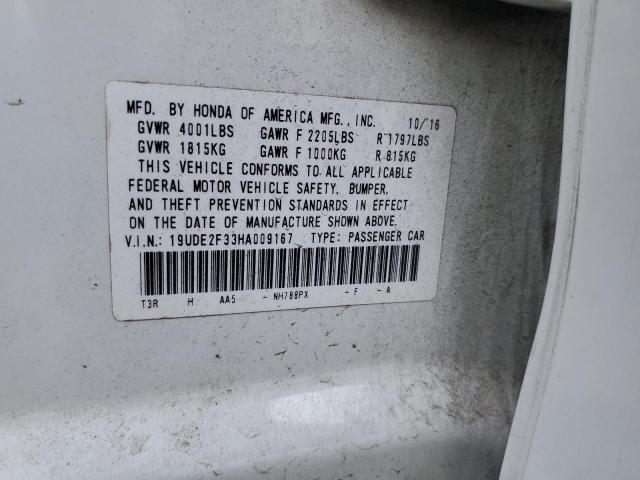 MFD. BY HONDA OF AMERICA MFG., INC. 10/16
GVWR 4001LBS GAWR F 2205LBS R 1797LBS
GVWR 1815KG GAWR F 1000KG R 815KG
THIS VEHICLE CONFORMS TO ALL APPLICABLE
FEDERAL MOTOR VEHICLE SAFETY, BUMPER,
AND THEFT PREVENTION STANDARDS IN EFFECT
ON THE DATE OF MANUFACTURE SHOWN ABOVE.
V.I.N.: 19UDE2F33HA009167 TYPE: PASSENGER CAR
T3R H AA5 - NH788PX - F - A